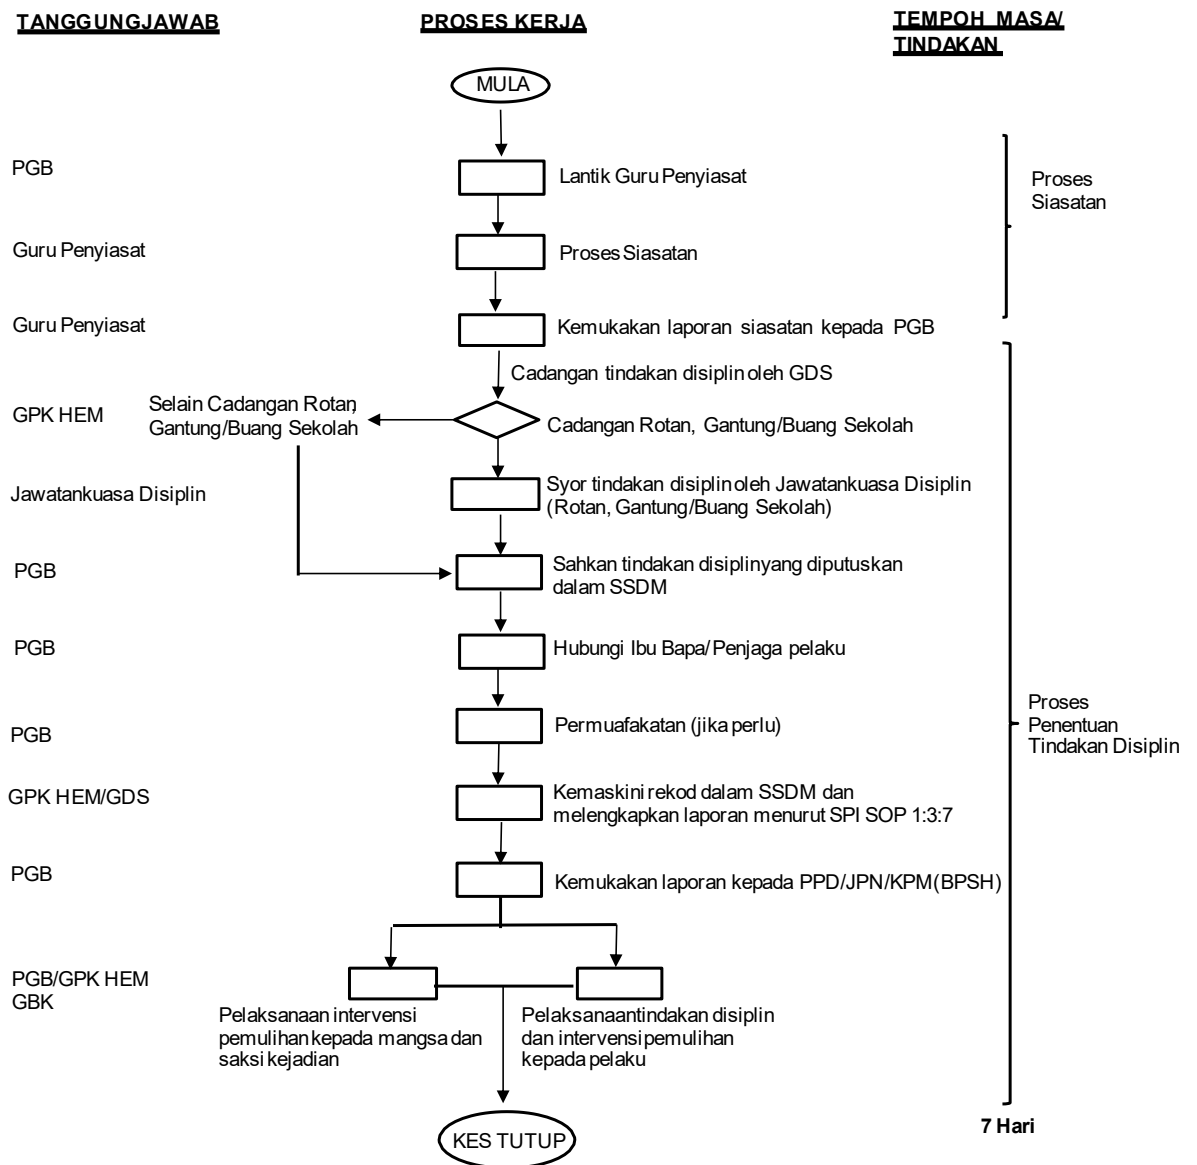 TANGGUNGJAWAB
PROSES KERJA
TEMPOH MASA/
TINDAKAN
MULA
PGB
Lantik Guru Penyiasat
Proses
Siasatan
Guru Penyiasat
Proses Siasatan
Guru Penyiasat
Kemukakan laporan siasatan kepada PGB
Cadangan tindakan disiplin oleh GDS
GPK HEM
Selain Cadangan Rotan,
Gantung/Buang Sekolah
Cadangan Rotan, Gantung/Buang Sekolah
Jawatankuasa Disiplin
Syor tindakan disiplin oleh Jawatankuasa Disiplin
(Rotan, Gantung/Buang Sekolah)
PGB
Sahkan tindakan disiplin yang diputuskan
dalam SSDM
PGB
Hubungi Ibu Bapa/Penjaga pelaku
PGB
Permuafakatan (jika perlu)
Proses
Penentuan
Tindakan Disiplin
GPK HEM/GDS
Kemaskini rekod dalam SSDM dan
melengkapkan laporan menurut SPI SOP 1:3:7
PGB
Kemukakan laporan kepada PPD/JPN/KPM(BPSH)
PGB/GPK HEM
GBK
Pelaksanaan intervensi
pemulihan kepada mangsa dan
saksi kejadian
Pelaksanaan tindakan disiplin
dan intervensi pemulihan
kepada pelaku
7 Hari
KES TUTUP